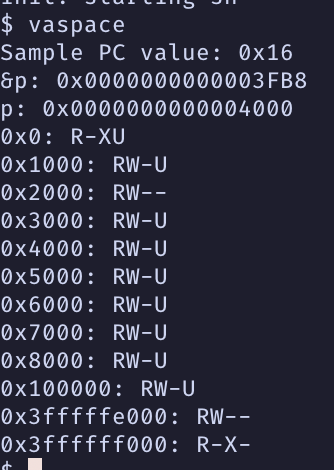 init: starting sh
$ vaspace
Sample PC value: 0x16
&p: 0x0000000000003FB8
p: 0x0000000000004000
0x0: R-XU
0x1000: RW-U
0x2000: RW--
0x3000: RW-U
0x4000: RW-U
0x5000: RW-U
0x6000: RW-U
0x7000: RW-U
0x8000: RW-U
0x100000: RW-U
0x3fffffe000: RW--
0x3ffffff000: R-X-
$